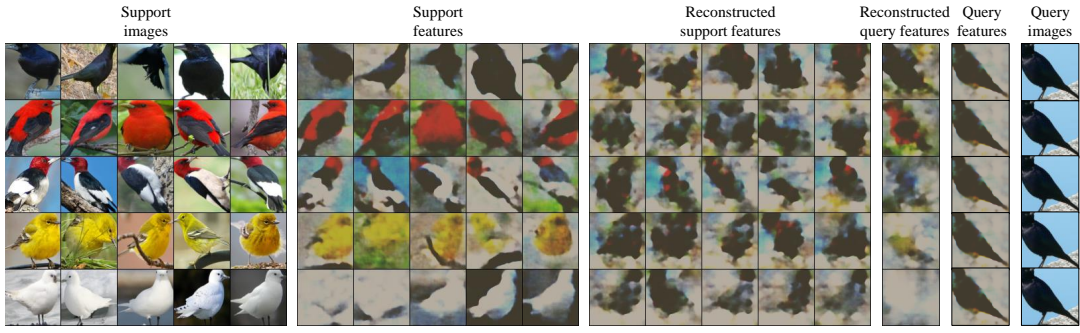 Support
images
Support
features
Reconstructed
support features
Reconstructed
query features
Query
features
Query
images